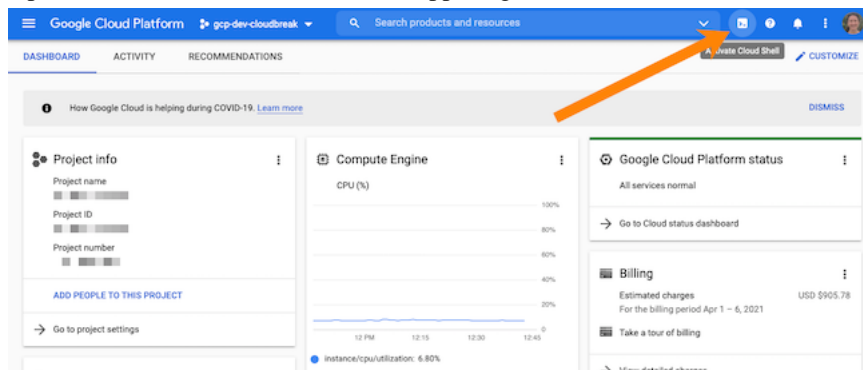 Google Cloud Platform gcp-dev-cloudbreak Search products and resources
Activate Cloud Shell
DASHBOARD ACTIVITY RECOMMENDATIONS CUSTOMIZE
How Google Cloud is helping during COVID-19. Learn more DISMISS
Project info
Project name
Project ID
Project number
ADD PEOPLE TO THIS PROJECT
Go to project settings
Compute Engine
CPU (%)
100%
80%
60%
40%
20%
0
12 PM 12:15 12:30 12:45
instance/cpu/utilization: 6.80%
Google Cloud Platform status
All services normal
Go to Cloud status dashboard
Billing
Estimated charges USD $905.78
For the billing period Apr 1 – 6, 2021
Take a tour of billing
View detailed charges